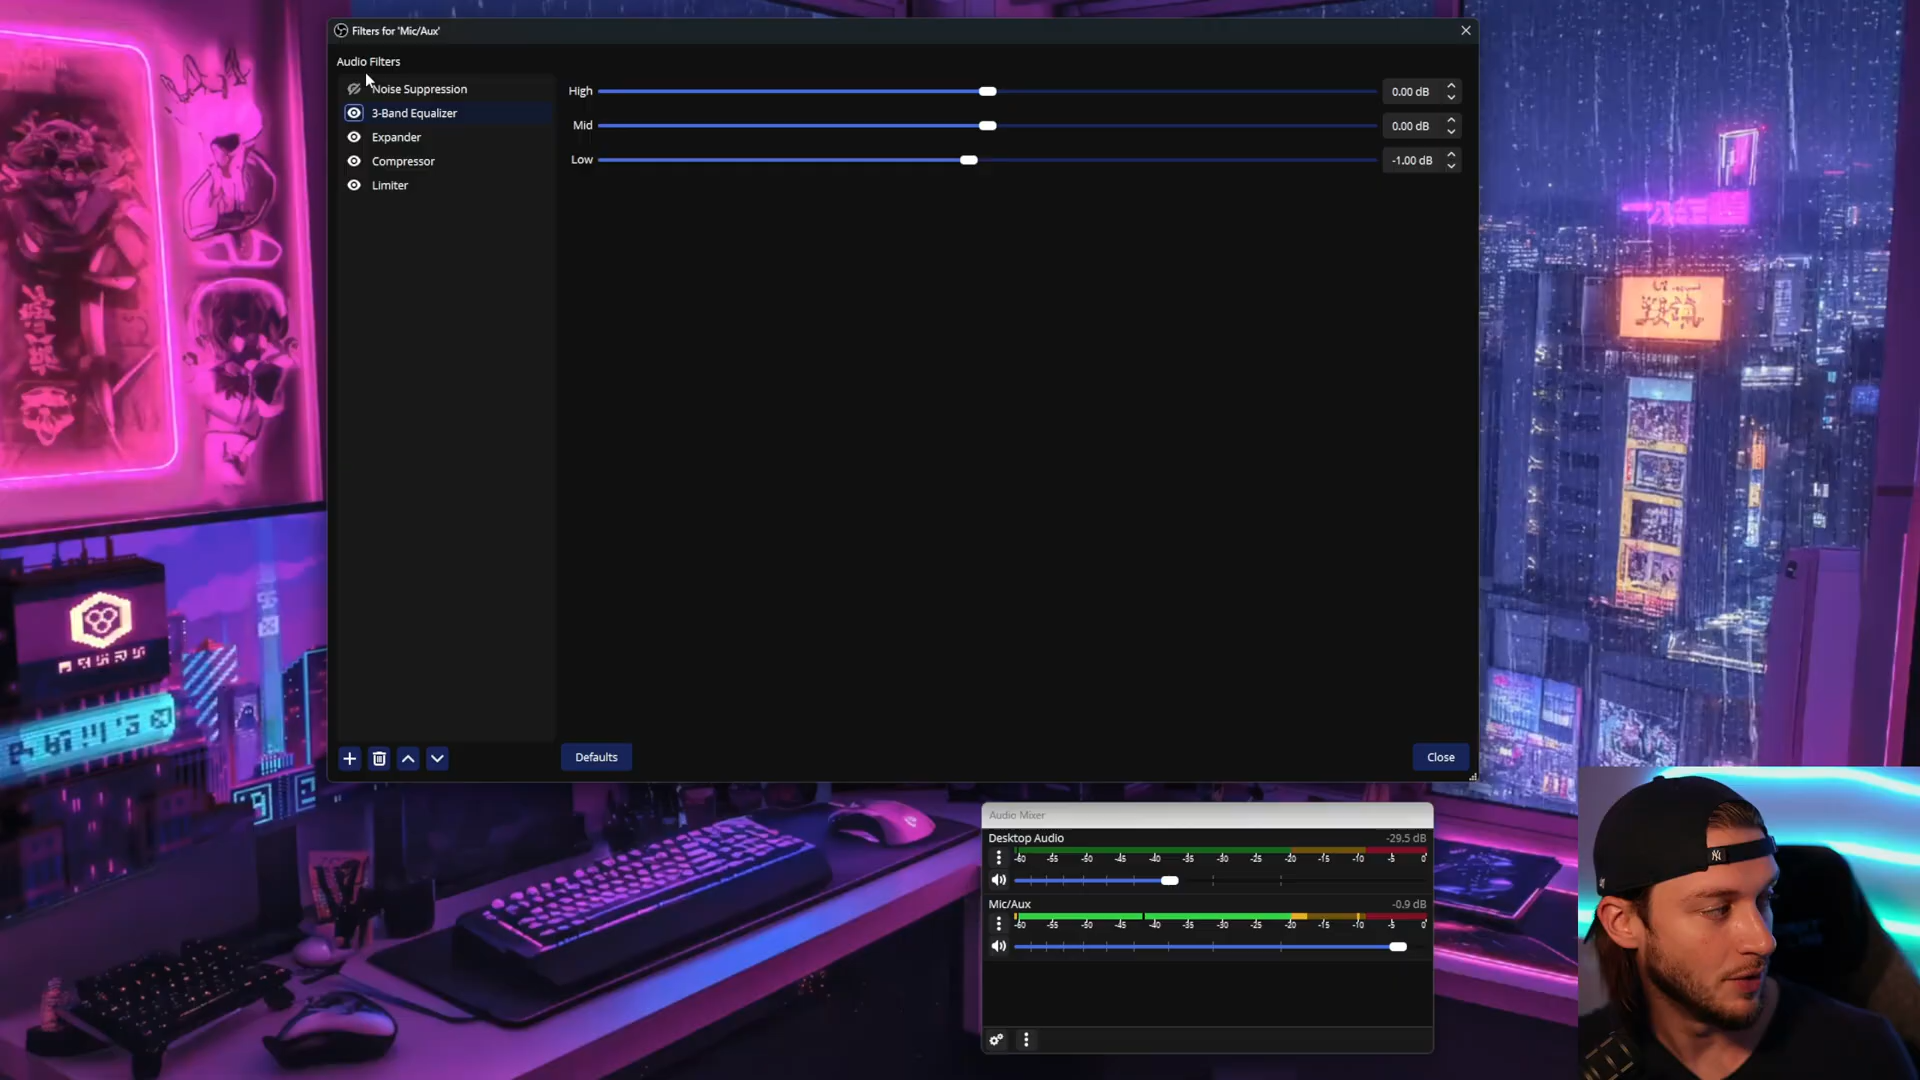 Filters for 'Mic/Aux'
Audio Filters
Noise Suppression
3-Band Equalizer
Expander
Compressor
Limiter
High 0.00 dB
Mid 0.00 dB
Low -1.00 dB
Defaults
Close
Audio Mixer
Desktop Audio -29.5 dB
-60 -55 -50 -45 -40 -35 -30 -25 -20 -15 -10 -5 0
Mic/Aux -0.9 dB
-60 -55 -50 -45 -40 -35 -30 -25 -20 -15 -10 -5 0